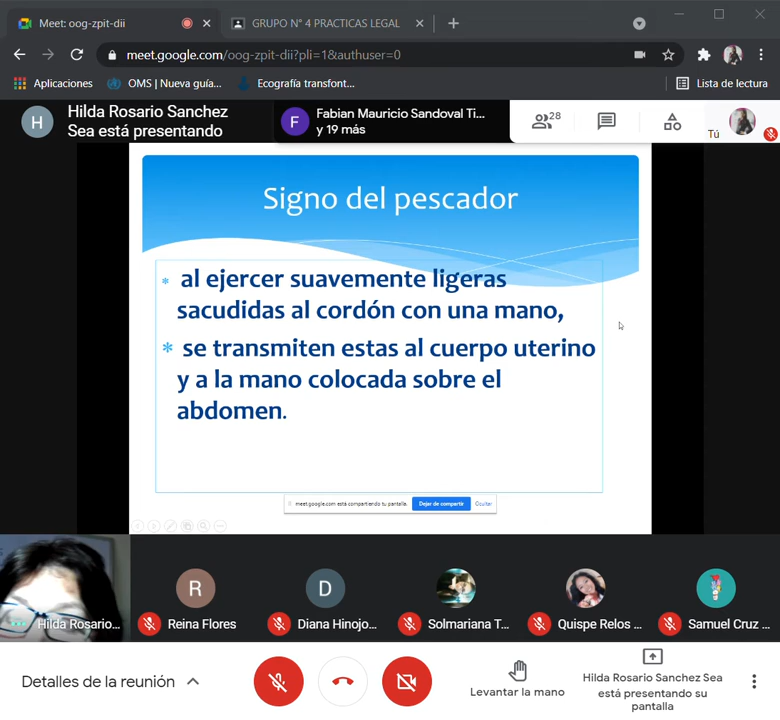 Meet: oog-zpit-dii
GRUPO N° 4 PRACTICAS LEGAL
meet.google.com/oog-zpit-dii?pli=1&authuser=0
Aplicaciones
OMS | Nueva guía...
Ecografía transfont...
Lista de lectura
H
Hilda Rosario Sanchez
Sea está presentando
F
Fabian Mauricio Sandoval Ti...
y 19 más
28
Tú
Signo del pescador
* al ejercer suavemente ligeras
sacudidas al cordón con una mano,
* se transmiten estas al cuerpo uterino
y a la mano colocada sobre el
abdomen.
meet.google.com está compartiendo tu pantalla.
Dejar de compartir
Ocultar
Hilda Rosario...
R
Reina Flores
D
Diana Hinojo...
Solmariana T...
Quispe Relos ...
Samuel Cruz ...
Detalles de la reunión
Levantar la mano
Hilda Rosario Sanchez Sea
está presentando su
pantalla